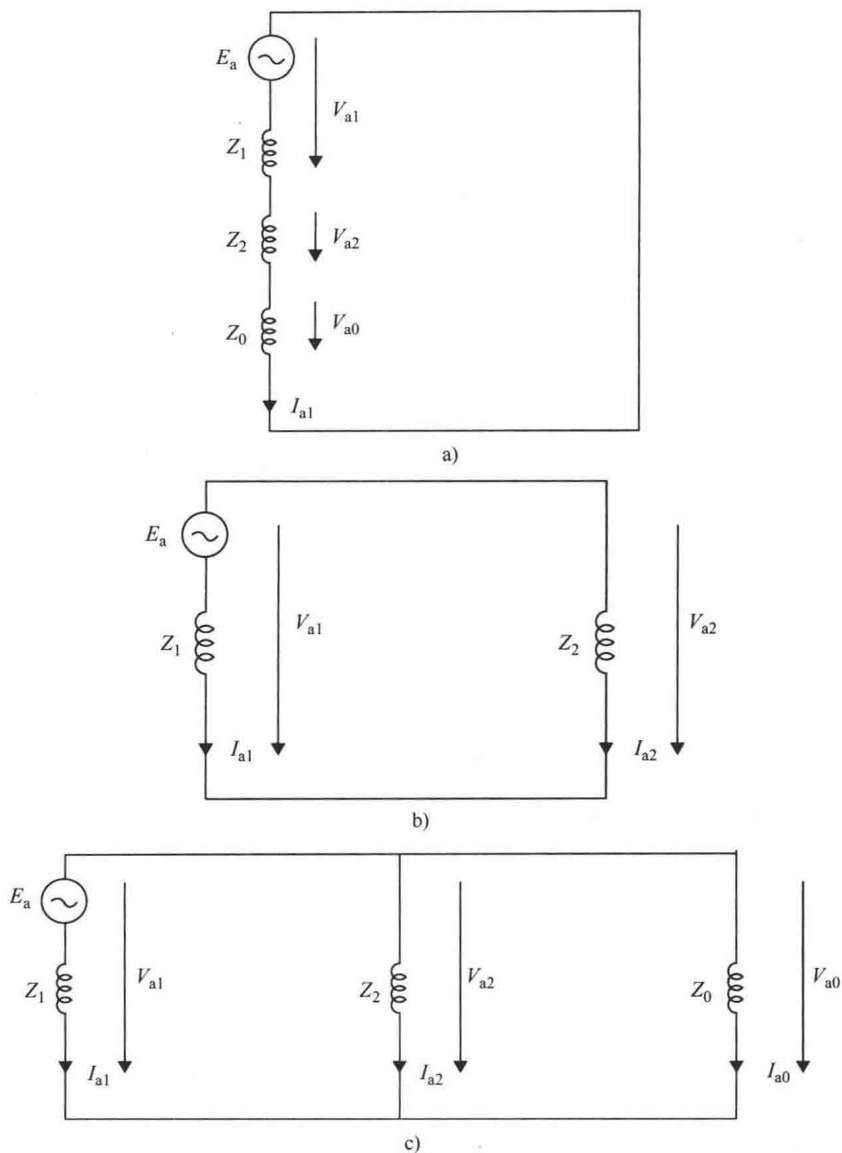 E_a
V_a1
Z_1
Z_2
V_a2
Z_0
V_a0
I_a1
a)
E_a
Z_1
V_a1
Z_2
V_a2
I_a1
I_a2
b)
E_a
Z_1
V_a1
Z_2
V_a2
Z_0
V_a0
I_a1
I_a2
I_a0
c)